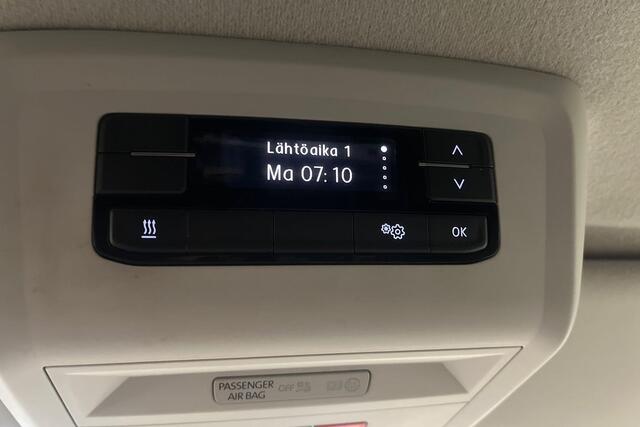 Lähtöaika 1
Ma 07:10
OK
PASSENGER
AIR BAG
OFF